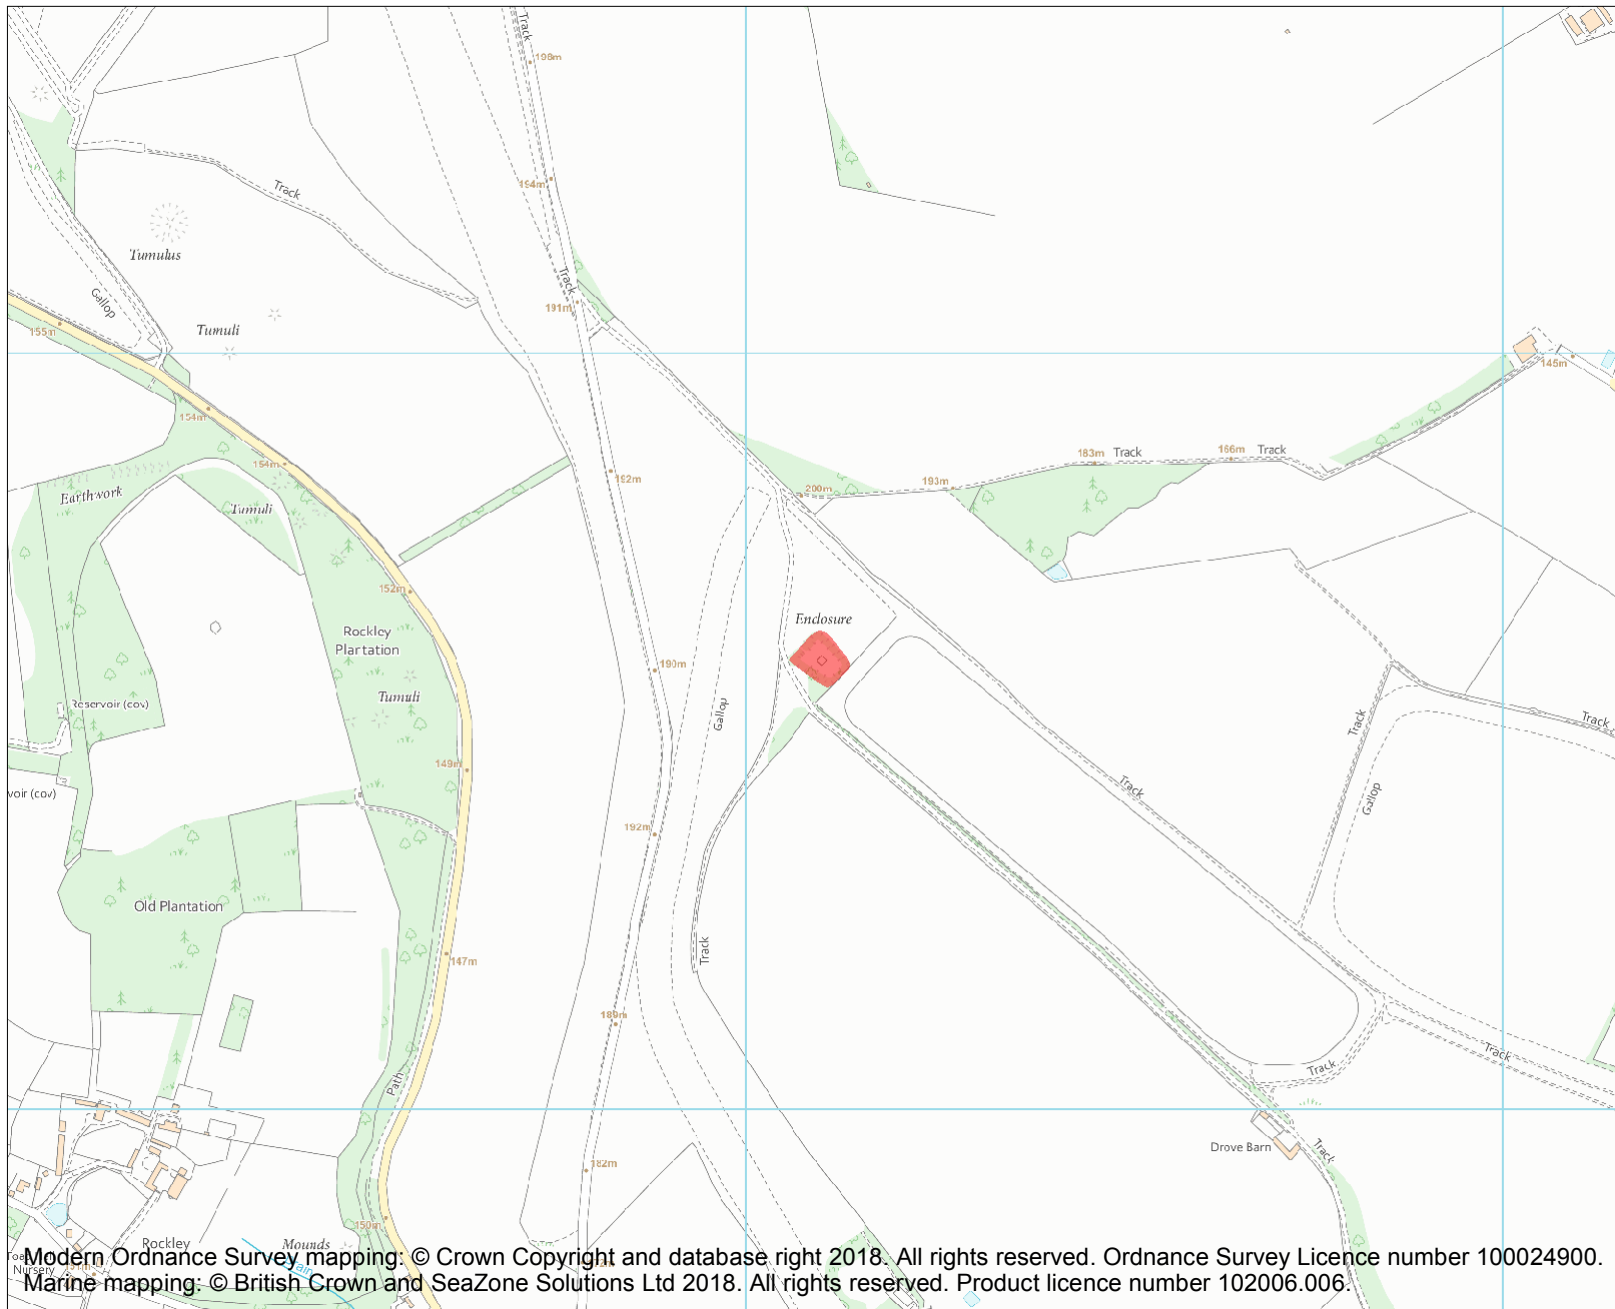 Track
198m
194m
Track
Tumulus
Gallop
Track
191m
Tumuli
155m
145m
154m
154m
183m
Track
166m
Track
192m
200m
193m
Earthwork
Tumuli
152m
Enclosure
Rockley
Plantation
190m
Tumuli
Reservoir (cov)
Gallop
Track
Track
149m
Track
Gallop
voir (cov)
192m
Old Plantation
Track
147m
189m
Track
Track
Path
Drove Barn
Track
182m
150m
Rockley
Mounds
Nursery
Modern Ordnance Survey mapping: © Crown Copyright and database right 2018. All rights reserved. Ordnance Survey Licence number 100024900.
Marine mapping: © British Crown and SeaZone Solutions Ltd 2018. All rights reserved. Product licence number 102006.006.